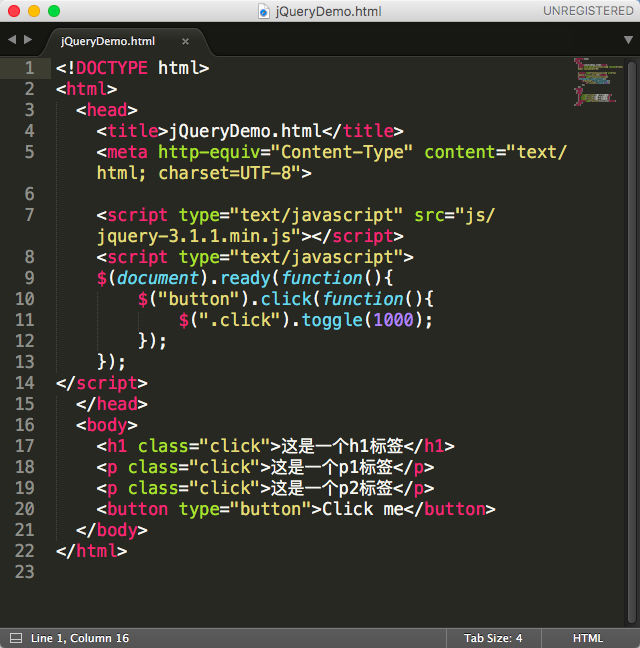 jQueryDemo.html
UNREGISTERED
jQueryDemo.html ×
1 <!DOCTYPE html>
2 <html>
3 <head>
4 <title>jQueryDemo.html</title>
5 <meta http-equiv="Content-Type" content="text/
html; charset=UTF-8">
6
7 <script type="text/javascript" src="js/
jquery-3.1.1.min.js"></script>
8 <script type="text/javascript">
9 $(document).ready(function(){
10 $("button").click(function(){
11 $(".click").toggle(1000);
12 });
13 });
14 </script>
15 </head>
16 <body>
17 <h1 class="click">这是一个h1标签</h1>
18 <p class="click">这是一个p1标签</p>
19 <p class="click">这是一个p2标签</p>
20 <button type="button">Click me</button>
21 </body>
22 </html>
23
Line 1, Column 16
Tab Size: 4
HTML